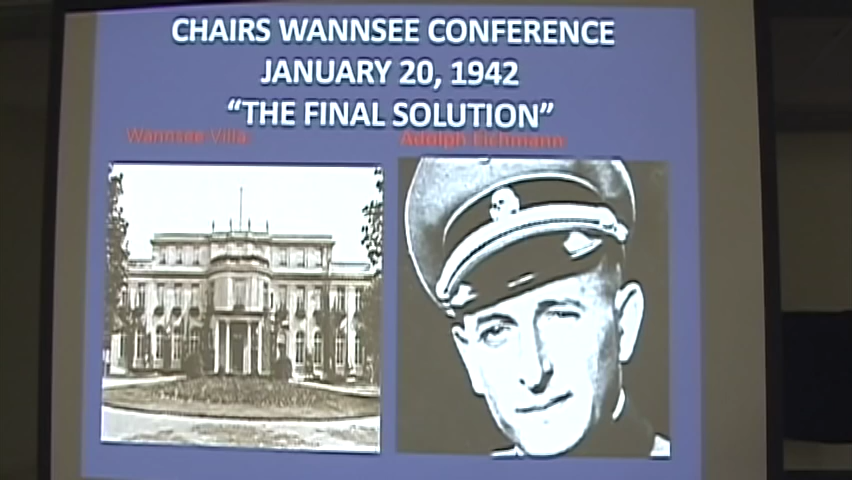 CHAIRS WANNSEE CONFERENCE
JANUARY 20, 1942
“THE FINAL SOLUTION”
Wannsee Villa
Adolph Eichmann